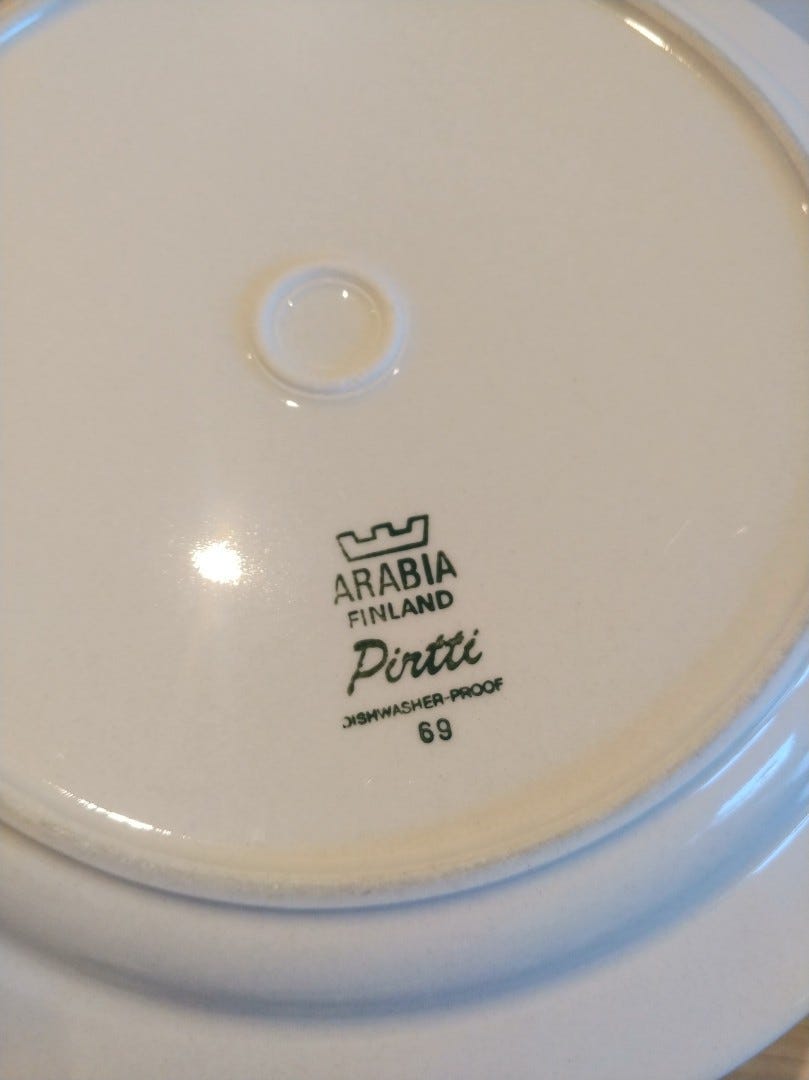 ARABIA
FINLAND
Pirtti
DISHWASHER-PROOF
69